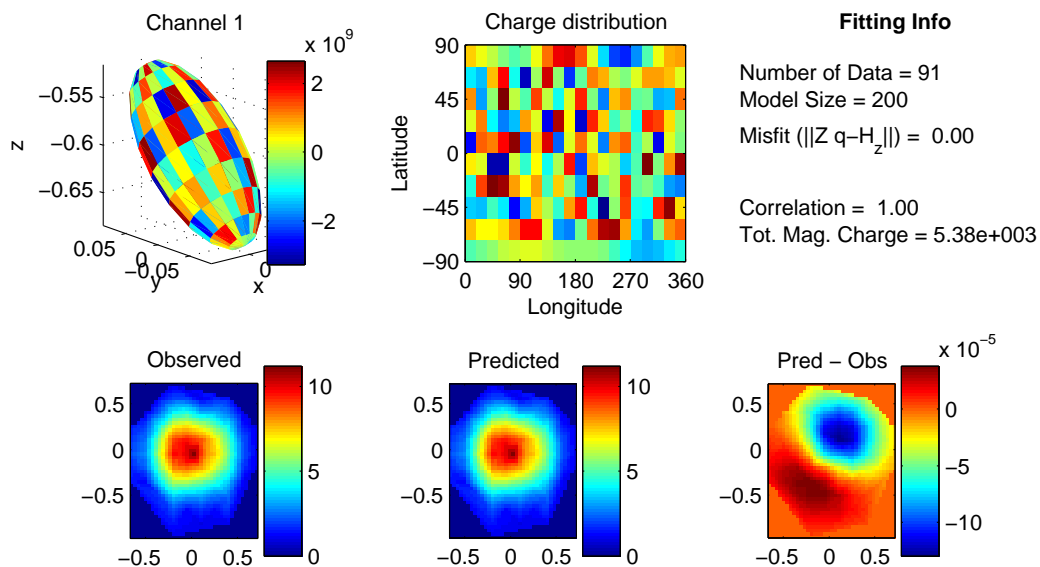 Channel 1
x 10^9
−0.55
−0.6
−0.65
z
0.05
0
−0.05
y
0
x
2
0
−2
Charge distribution
90
45
0
−45
−90
Latitude
0 90 180 270 360
Longitude
Fitting Info
Number of Data = 91
Model Size = 200
Misfit (||Z q−H_z||) = 0.00
Correlation = 1.00
Tot. Mag. Charge = 5.38e+003
Observed
0.5
0
−0.5
−0.5 0 0.5
10
5
0
Predicted
0.5
0
−0.5
−0.5 0 0.5
10
5
0
Pred − Obs
x 10^−5
0.5
0
−0.5
−0.5 0 0.5
0
−5
−10